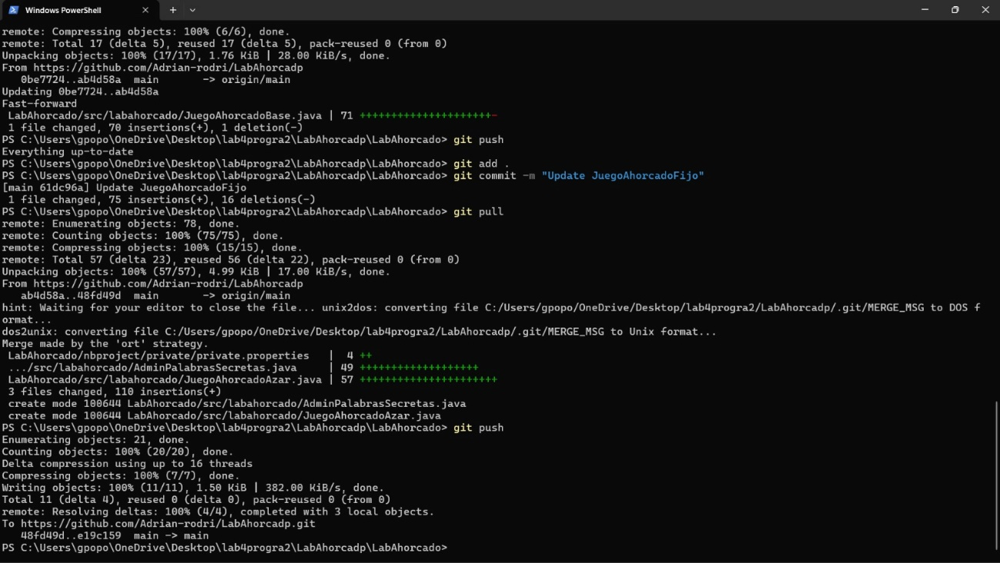 Windows PowerShell
remote: Compressing objects: 100% (6/6), done.
remote: Total 17 (delta 5), reused 17 (delta 5), pack-reused 0 (from 0)
Unpacking objects: 100% (17/17), 1.76 KiB | 28.00 KiB/s, done.
From https://github.com/Adrian-rodri/LabAhorcadp
   0be7724..ab4d58a  main       -> origin/main
Updating 0be7724..ab4d58a
Fast-forward
 LabAhorcado/src/labahorcado/JuegoAhorcadoBase.java | 71 +++++++++++++++++++++-
 1 file changed, 70 insertions(+), 1 deletion(-)
PS C:\Users\gpopo\OneDrive\Desktop\lab4progra2\LabAhorcadp\LabAhorcado> git push
Everything up-to-date
PS C:\Users\gpopo\OneDrive\Desktop\lab4progra2\LabAhorcadp\LabAhorcado> git add .
PS C:\Users\gpopo\OneDrive\Desktop\lab4progra2\LabAhorcadp\LabAhorcado> git commit -m "Update JuegoAhorcadoFijo"
[main 61dc96a] Update JuegoAhorcadoFijo
 1 file changed, 75 insertions(+), 16 deletions(-)
PS C:\Users\gpopo\OneDrive\Desktop\lab4progra2\LabAhorcadp\LabAhorcado> git pull
remote: Enumerating objects: 78, done.
remote: Counting objects: 100% (75/75), done.
remote: Compressing objects: 100% (15/15), done.
remote: Total 57 (delta 23), reused 56 (delta 22), pack-reused 0 (from 0)
Unpacking objects: 100% (57/57), 4.99 KiB | 17.00 KiB/s, done.
From https://github.com/Adrian-rodri/LabAhorcadp
   ab4d58a..48fd49d  main       -> origin/main
hint: Waiting for your editor to close the file... unix2dos: converting file C:/Users/gpopo/OneDrive/Desktop/lab4progra2/LabAhorcadp/.git/MERGE_MSG to DOS f
ormat...
dos2unix: converting file C:/Users/gpopo/OneDrive/Desktop/lab4progra2/LabAhorcadp/.git/MERGE_MSG to Unix format...
Merge made by the 'ort' strategy.
 LabAhorcado/nbproject/private/private.properties   |  4 ++
 .../src/labahorcado/AdminPalabrasSecretas.java     | 49 +++++++++++++++++++
 LabAhorcado/src/labahorcado/JuegoAhorcadoAzar.java | 57 ++++++++++++++++++++++
 3 files changed, 110 insertions(+)
 create mode 100644 LabAhorcado/src/labahorcado/AdminPalabrasSecretas.java
 create mode 100644 LabAhorcado/src/labahorcado/JuegoAhorcadoAzar.java
PS C:\Users\gpopo\OneDrive\Desktop\lab4progra2\LabAhorcadp\LabAhorcado> git push
Enumerating objects: 21, done.
Counting objects: 100% (20/20), done.
Delta compression using up to 16 threads
Compressing objects: 100% (7/7), done.
Writing objects: 100% (11/11), 1.50 KiB | 382.00 KiB/s, done.
Total 11 (delta 4), reused 0 (delta 0), pack-reused 0 (from 0)
remote: Resolving deltas: 100% (4/4), completed with 3 local objects.
To https://github.com/Adrian-rodri/LabAhorcadp.git
   48fd49d..e19c159  main -> main
PS C:\Users\gpopo\OneDrive\Desktop\lab4progra2\LabAhorcadp\LabAhorcado>